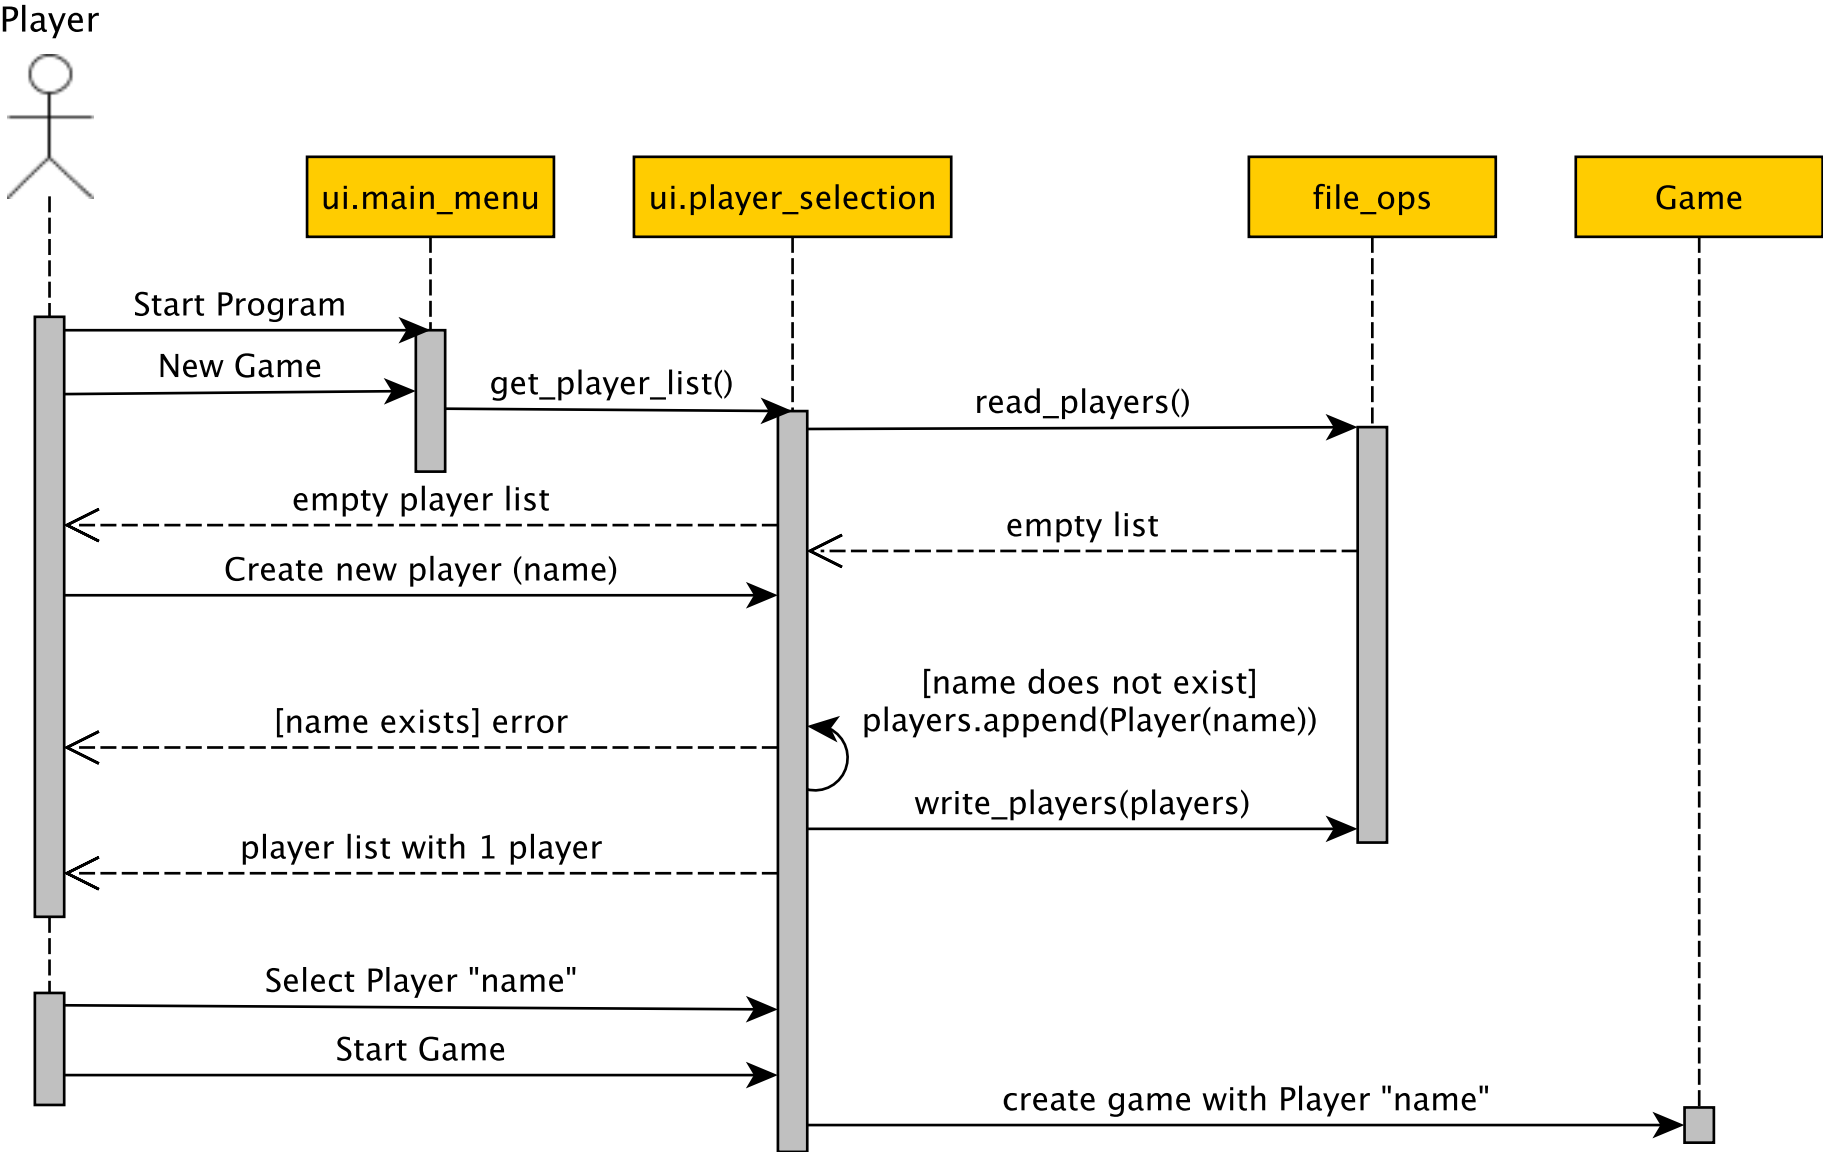 Player
ui.main_menu
ui.player_selection
file_ops
Game
Start Program
New Game
get_player_list()
read_players()
empty player list
empty list
Create new player (name)
[name does not exist]
players.append(Player(name))
[name exists] error
write_players(players)
player list with 1 player
Select Player "name"
Start Game
create game with Player "name"